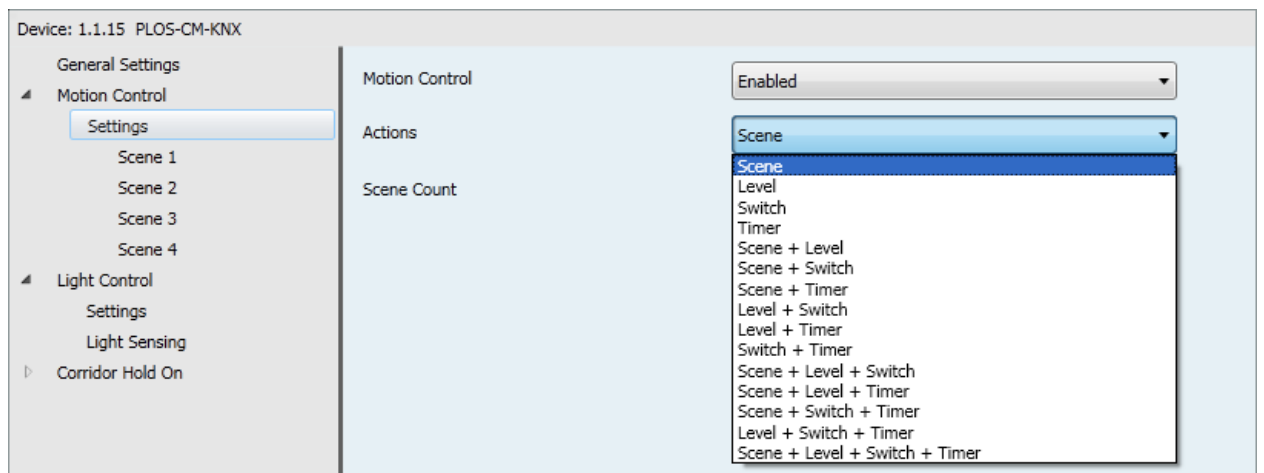 Device: 1.1.15 PLOS-CM-KNX
General Settings
Motion Control
Settings
Scene 1
Scene 2
Scene 3
Scene 4
Light Control
Settings
Light Sensing
Corridor Hold On
Motion Control
Enabled
Actions
Scene
Scene Count
Scene
Level
Switch
Timer
Scene + Level
Scene + Switch
Scene + Timer
Level + Switch
Level + Timer
Switch + Timer
Scene + Level + Switch
Scene + Level + Timer
Scene + Switch + Timer
Level + Switch + Timer
Scene + Level + Switch + Timer